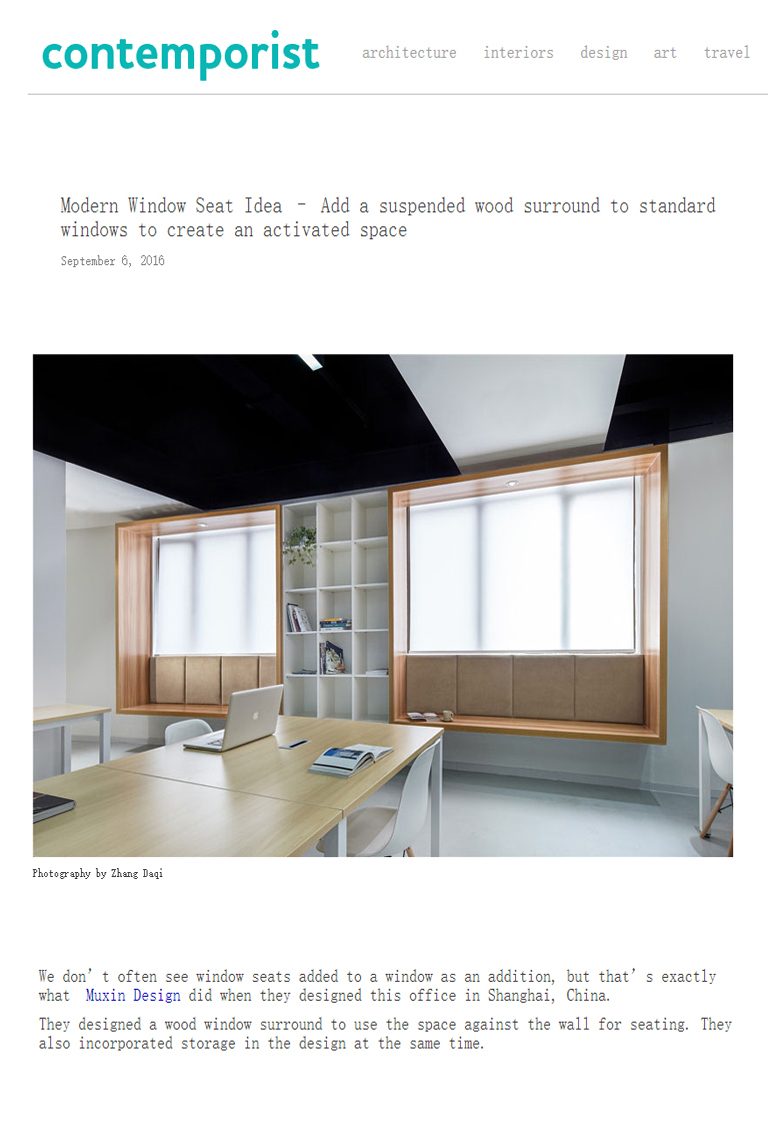 contemporist
architecture interiors design art travel
Modern Window Seat Idea – Add a suspended wood surround to standard
windows to create an activated space
September 6, 2016
Photography by Zhang Daqi
We don’t often see window seats added to a window as an addition, but that’s exactly
what Muxin Design did when they designed this office in Shanghai, China.
They designed a wood window surround to use the space against the wall for seating. They
also incorporated storage in the design at the same time.